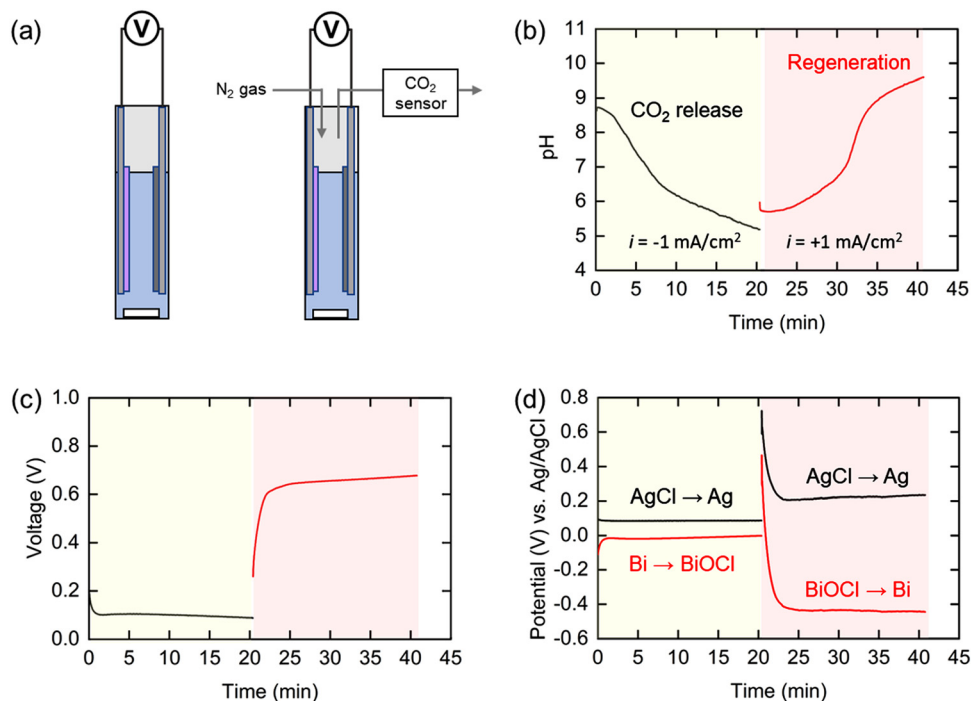 (a)
V
V
N2 gas
CO2
sensor
(b)
11
10
9
8
7
6
5
4
pH
CO2 release
Regeneration
i = -1 mA/cm2
i = +1 mA/cm2
0 5 10 15 20 25 30 35 40 45
Time (min)
(c)
1.0
0.8
0.6
0.4
0.2
0.0
Voltage (V)
0 5 10 15 20 25 30 35 40 45
Time (min)
(d)
0.8
0.6
0.4
0.2
0.0
-0.2
-0.4
-0.6
Potential (V) vs. Ag/AgCl
AgCl → Ag
Bi → BiOCl
AgCl → Ag
BiOCl → Bi
0 5 10 15 20 25 30 35 40 45
Time (min)